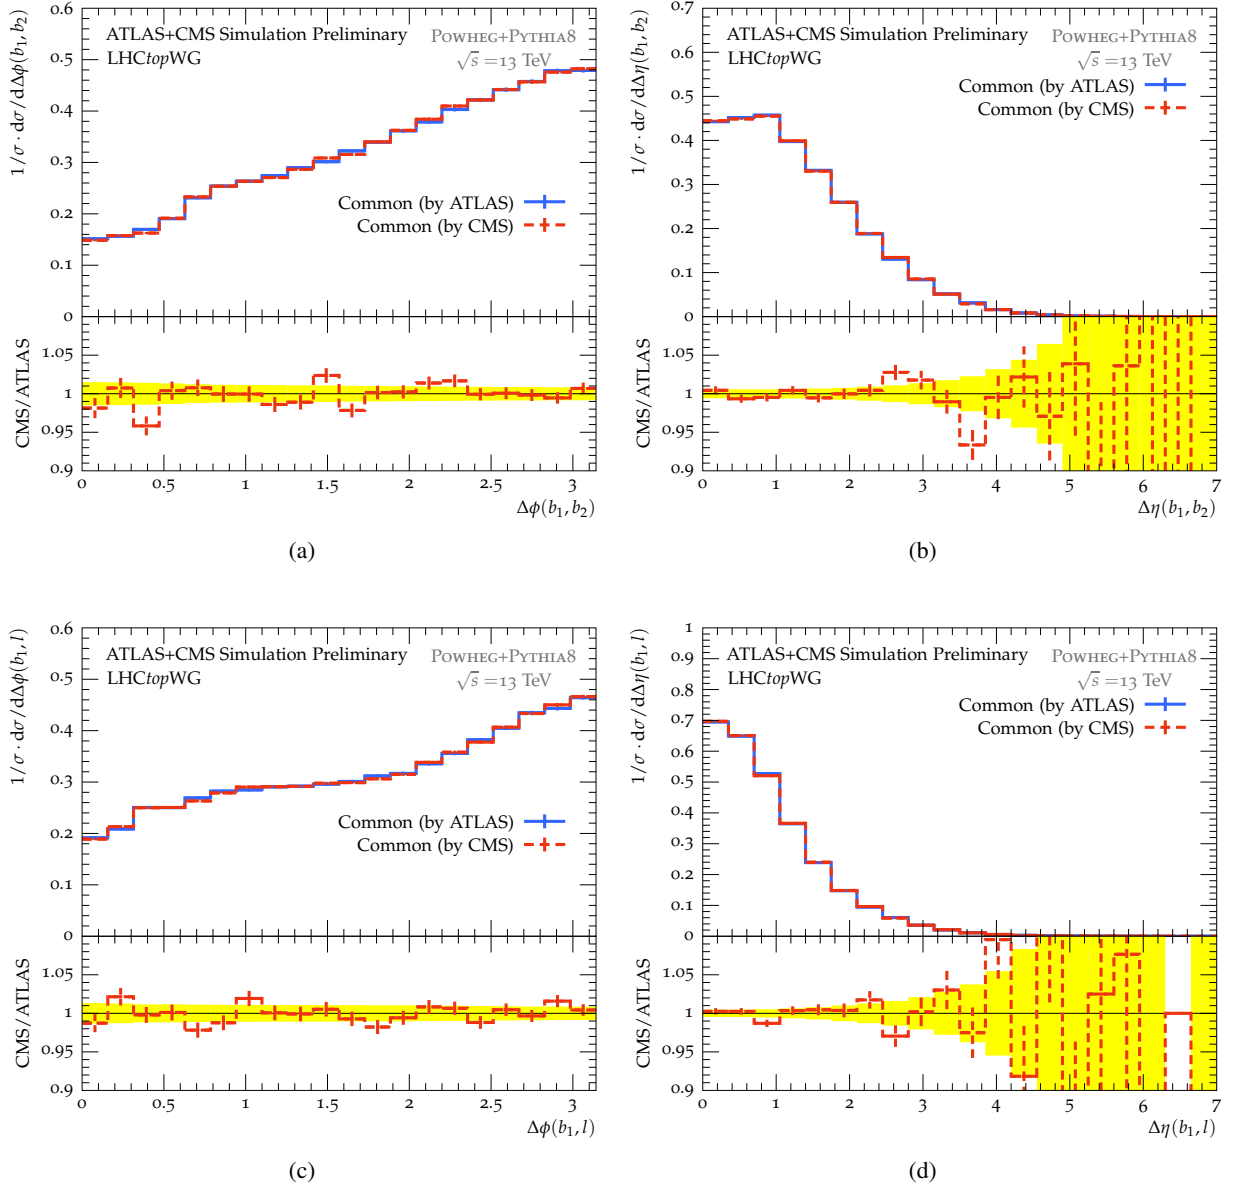 ATLAS+CMS Simulation Preliminary
LHCtopWG
POWHEG+PYTHIA8
√s =13 TeV
Common (by ATLAS)
Common (by CMS)
1/σ · dσ/dΔφ(b₁, b₂)
0.6
0.5
0.4
0.3
0.2
0.1
0
CMS/ATLAS
1.05
1
0.95
0.9
0 0.5 1 1.5 2 2.5 3
Δφ(b₁, b₂)
(a)
ATLAS+CMS Simulation Preliminary
LHCtopWG
POWHEG+PYTHIA8
√s =13 TeV
Common (by ATLAS)
Common (by CMS)
1/σ · dσ/dΔη(b₁, b₂)
0.7
0.6
0.5
0.4
0.3
0.2
0.1
0
CMS/ATLAS
1.05
1
0.95
0.9
0 1 2 3 4 5 6 7
Δη(b₁, b₂)
(b)
ATLAS+CMS Simulation Preliminary
LHCtopWG
POWHEG+PYTHIA8
√s =13 TeV
Common (by ATLAS)
Common (by CMS)
1/σ · dσ/dΔφ(b₁, l)
0.6
0.5
0.4
0.3
0.2
0.1
0
CMS/ATLAS
1.05
1
0.95
0.9
0 0.5 1 1.5 2 2.5 3
Δφ(b₁, l)
(c)
ATLAS+CMS Simulation Preliminary
LHCtopWG
POWHEG+PYTHIA8
√s =13 TeV
Common (by ATLAS)
Common (by CMS)
1/σ · dσ/dΔη(b₁, l)
1
0.9
0.8
0.7
0.6
0.5
0.4
0.3
0.2
0.1
0
CMS/ATLAS
1.05
1
0.95
0.9
0 1 2 3 4 5 6 7
Δη(b₁, l)
(d)